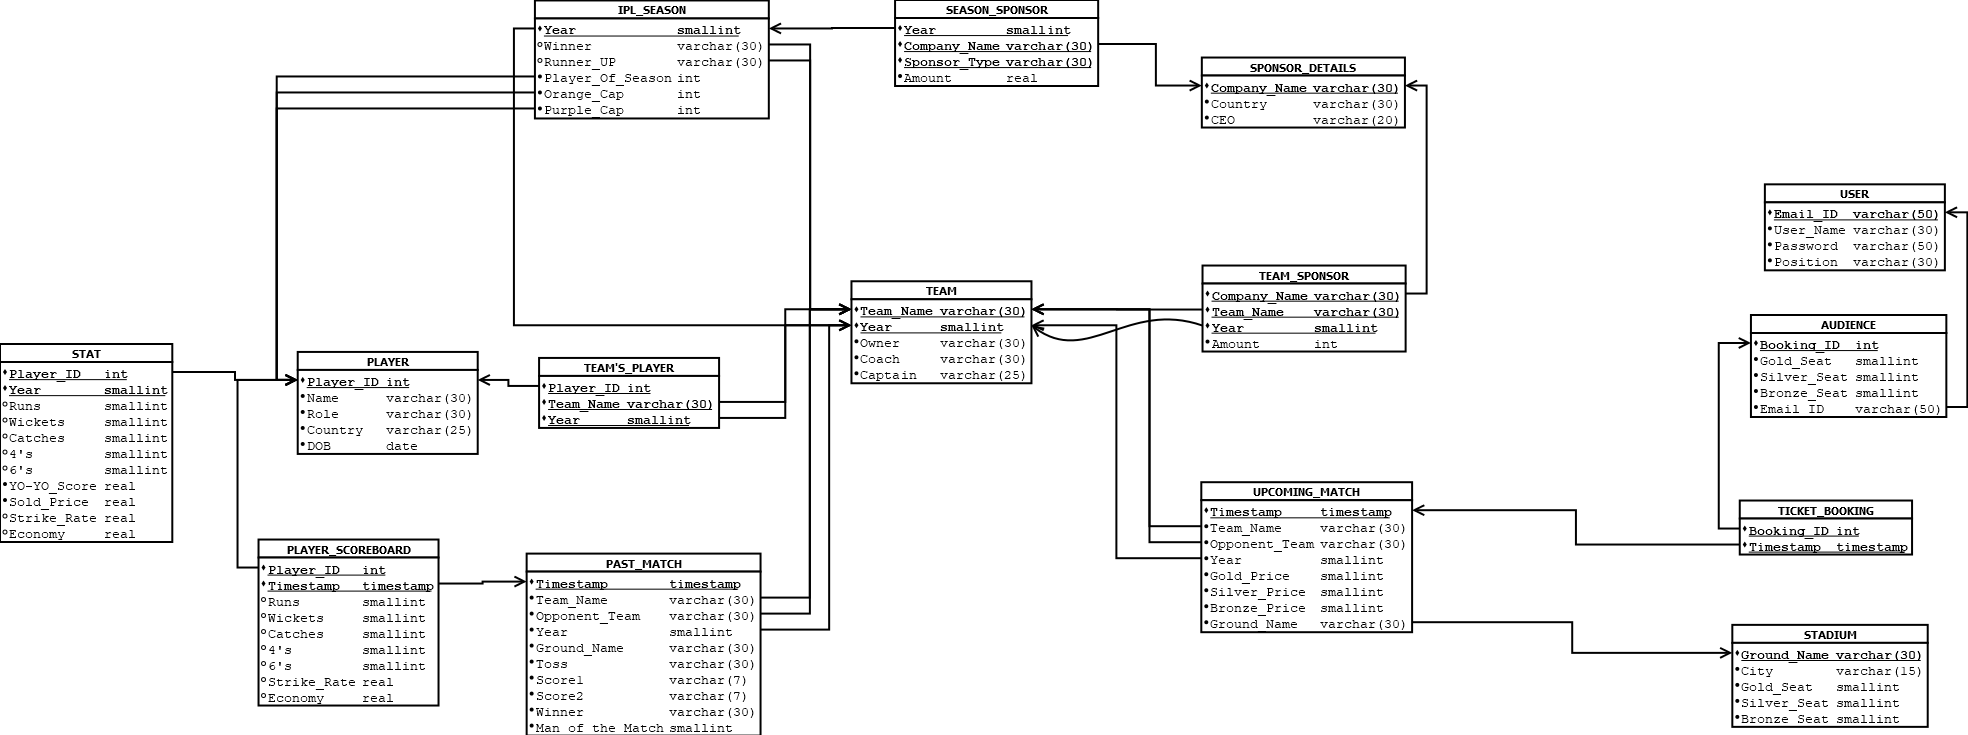 IPL_SEASON
Year smallint
Winner varchar(30)
Runner_UP varchar(30)
Player_Of_Season int
Orange_Cap int
Purple_Cap int
SEASON_SPONSOR
Year smallint
Company_Name varchar(30)
Sponsor_Type varchar(30)
Amount real
SPONSOR_DETAILS
Company_Name varchar(30)
Country varchar(30)
CEO varchar(20)
USER
Email_ID varchar(50)
User_Name varchar(30)
Password varchar(50)
Position varchar(30)
TEAM
Team_Name varchar(30)
Year smallint
Owner varchar(30)
Coach varchar(30)
Captain varchar(25)
TEAM_SPONSOR
Company_Name varchar(30)
Team_Name varchar(30)
Year smallint
Amount int
AUDIENCE
Booking_ID int
Gold_Seat smallint
Silver_Seat smallint
Bronze_Seat smallint
Email_ID varchar(50)
STAT
Player_ID int
Year smallint
Runs smallint
Wickets smallint
Catches smallint
4's smallint
6's smallint
YO-YO_Score real
Sold_Price real
Strike_Rate real
Economy real
PLAYER
Player_ID int
Name varchar(30)
Role varchar(30)
Country varchar(25)
DOB date
TEAM'S_PLAYER
Player_ID int
Team_Name varchar(30)
Year smallint
UPCOMING_MATCH
Timestamp timestamp
Team_Name varchar(30)
Opponent_Team varchar(30)
Year smallint
Gold_Price smallint
Silver_Price smallint
Bronze_Price smallint
Ground_Name varchar(30)
TICKET_BOOKING
Booking_ID int
Timestamp timestamp
PLAYER_SCOREBOARD
Player_ID int
Timestamp timestamp
Runs smallint
Wickets smallint
Catches smallint
4's smallint
6's smallint
Strike_Rate real
Economy real
PAST_MATCH
Timestamp timestamp
Team_Name varchar(30)
Opponent_Team varchar(30)
Year smallint
Ground_Name varchar(30)
Toss varchar(30)
Score1 varchar(7)
Score2 varchar(7)
Winner varchar(30)
Man of the Match smallint
STADIUM
Ground_Name varchar(30)
City varchar(15)
Gold_Seat smallint
Silver_Seat smallint
Bronze_Seat smallint